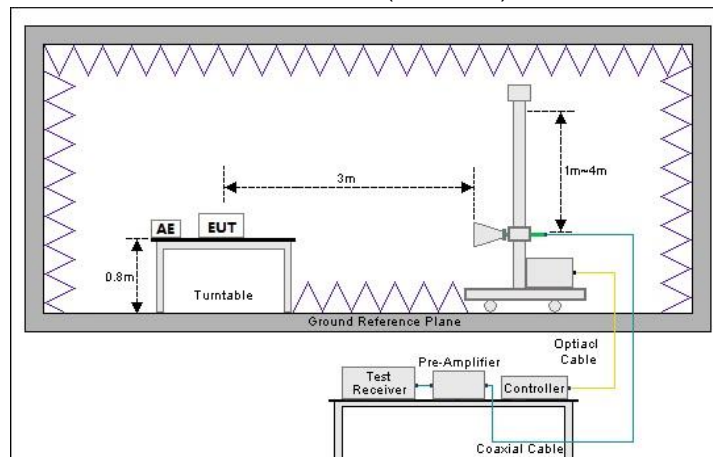 3m
1m~4m
AE
EUT
0.8m
Turntable
Ground Reference Plane
Optiacl
Cable
Pre-Amplifier
Test
Receiver
Controller
Coaxial Cable